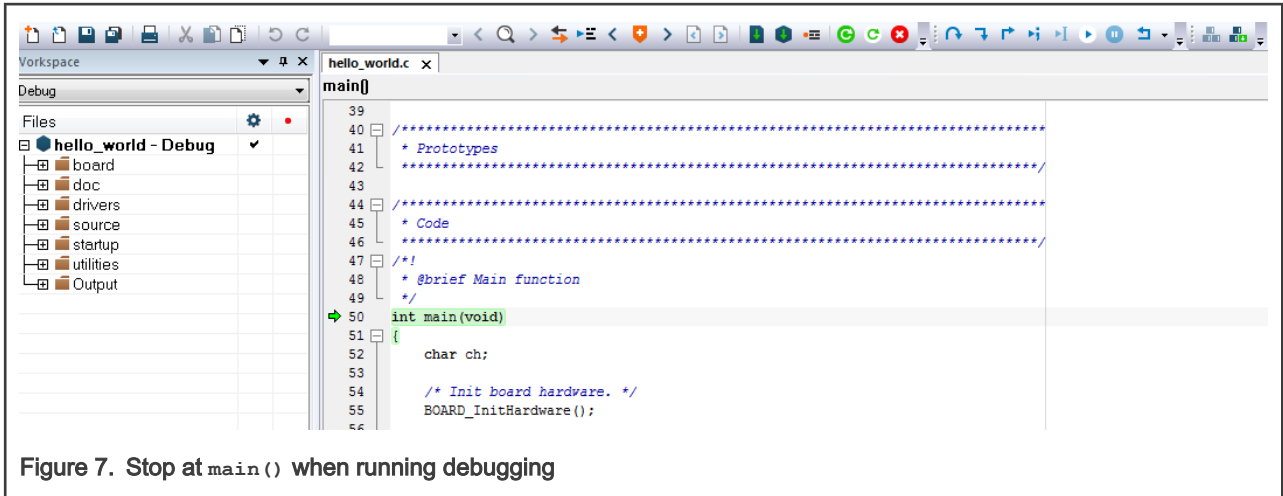 Workspace
hello_world.c
Debug
main()
Files
hello_world - Debug
board
doc
drivers
source
startup
utilities
Output
39
40 /*******************************************************************************
41 * Prototypes
42 ******************************************************************************/
43
44 /*******************************************************************************
45 * Code
46 ******************************************************************************/
47 /*!
48 * @brief Main function
49 */
50 int main(void)
51 {
52 char ch;
53
54 /* Init board hardware. */
55 BOARD_InitHardware();
56
Figure 7. Stop at main() when running debugging